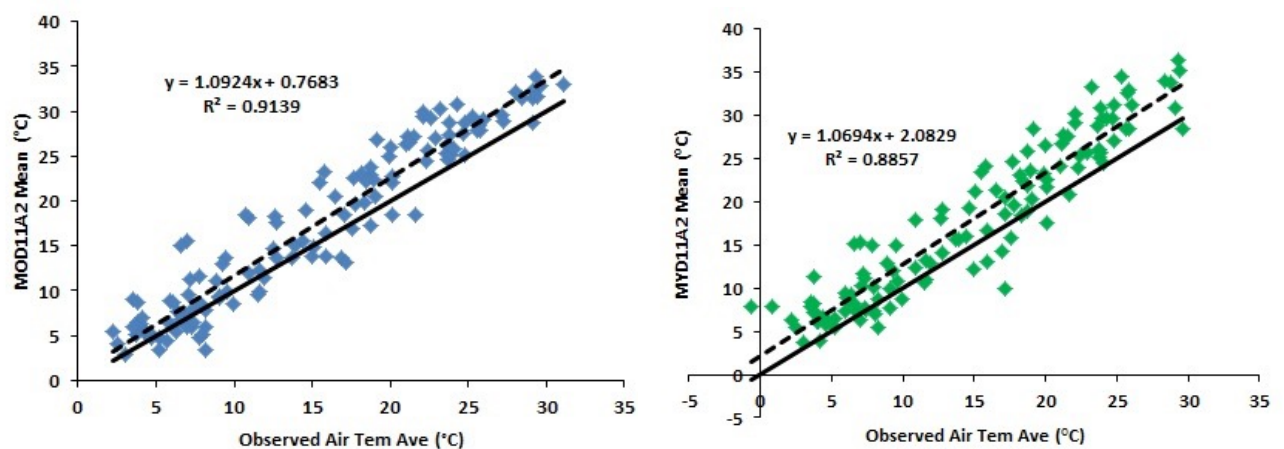 40
35
30
25
20
15
10
5
0
MOD11A2 Mean (°C)
y = 1.0924x + 0.7683
R² = 0.9139
0 5 10 15 20 25 30 35
Observed Air Tem Ave (°C)
40
35
30
25
20
15
10
5
0
-5
MYD11A2 Mean (°C)
y = 1.0694x + 2.0829
R² = 0.8857
-5 0 5 10 15 20 25 30 35
Observed Air Tem Ave (°C)